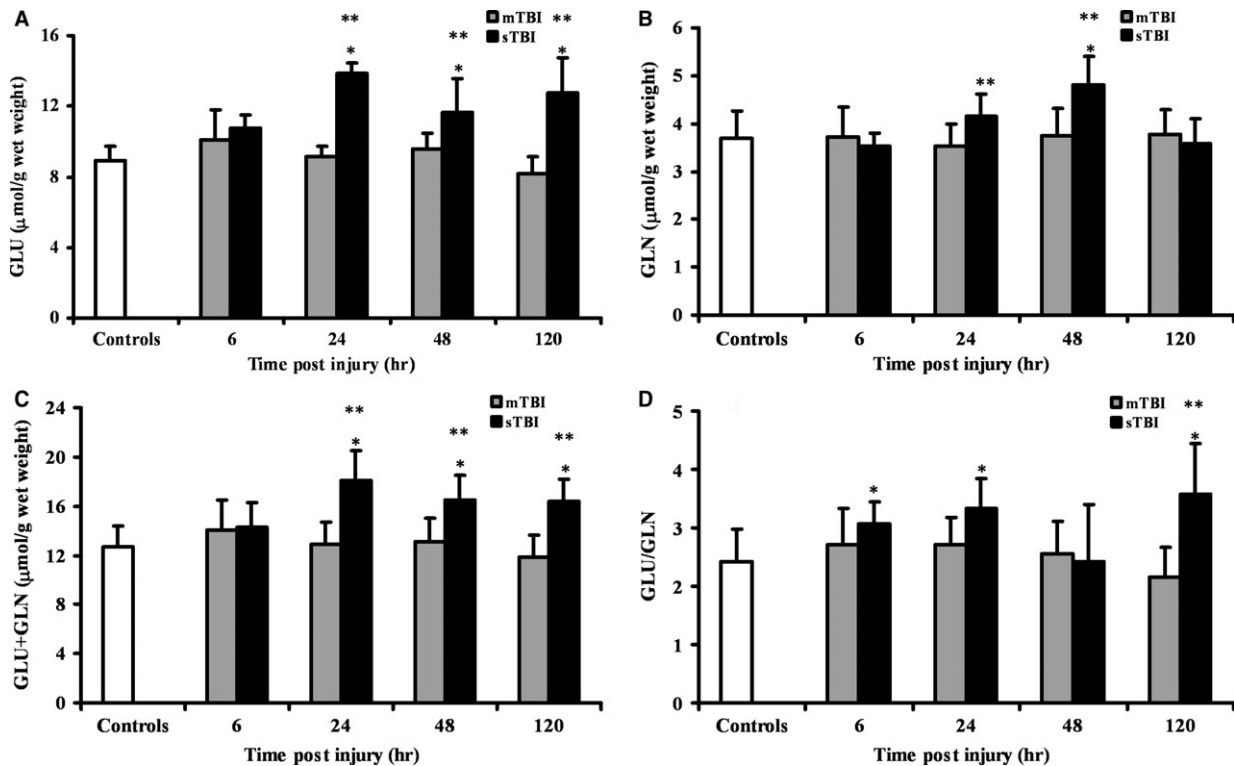 A
mTBI
sTBI
**
**
**
*
*
*
16
12
8
4
0
GLU (μmol/g wet weight)
Controls 6 24 48 120
Time post injury (hr)
B
mTBI
sTBI
**
**
*
6
5
4
3
2
1
0
GLN (μmol/g wet weight)
Controls 6 24 48 120
Time post injury (hr)
C
mTBI
sTBI
**
**
**
*
*
*
24
20
16
12
8
4
0
GLU+GLN (μmol/g wet weight)
Controls 6 24 48 120
Time post injury (hr)
D
mTBI
sTBI
**
*
*
*
5
4
3
2
1
0
GLU/GLN
Controls 6 24 48 120
Time post injury (hr)